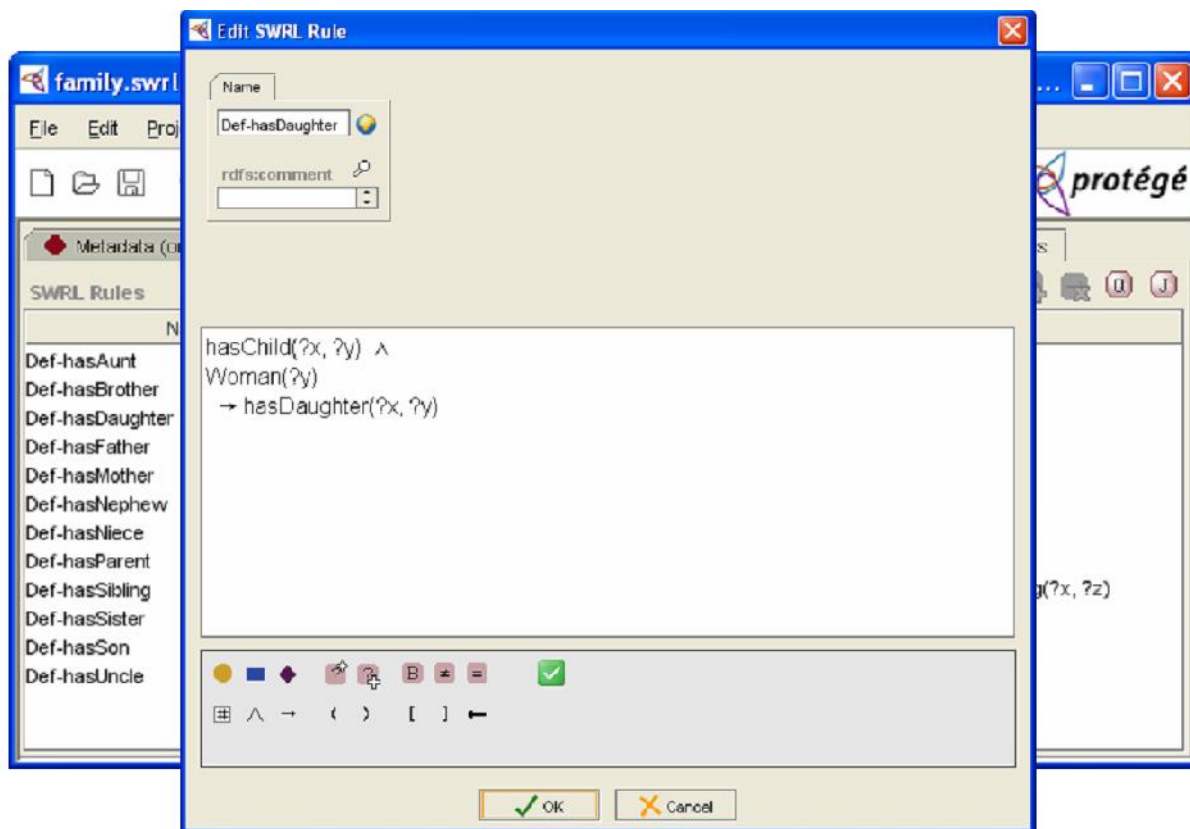 Edit SWRL Rule
family.swrl
...
File Edit Proj
protégé
Name
Def-hasDaughter
rdfs:comment
Metadata (o
s
SWRL Rules
Q J
N
Def-hasAunt
Def-hasBrother
Def-hasDaughter
Def-hasFather
Def-hasMother
Def-hasNephew
Def-hasNiece
Def-hasParent
Def-hasSibling
Def-hasSister
Def-hasSon
Def-hasUncle
hasChild(?x, ?y) ∧
Woman(?y)
→ hasDaughter(?x, ?y)
g(?x, ?z)
? B ≠ =
∧ → ( ) [ ]
OK Cancel